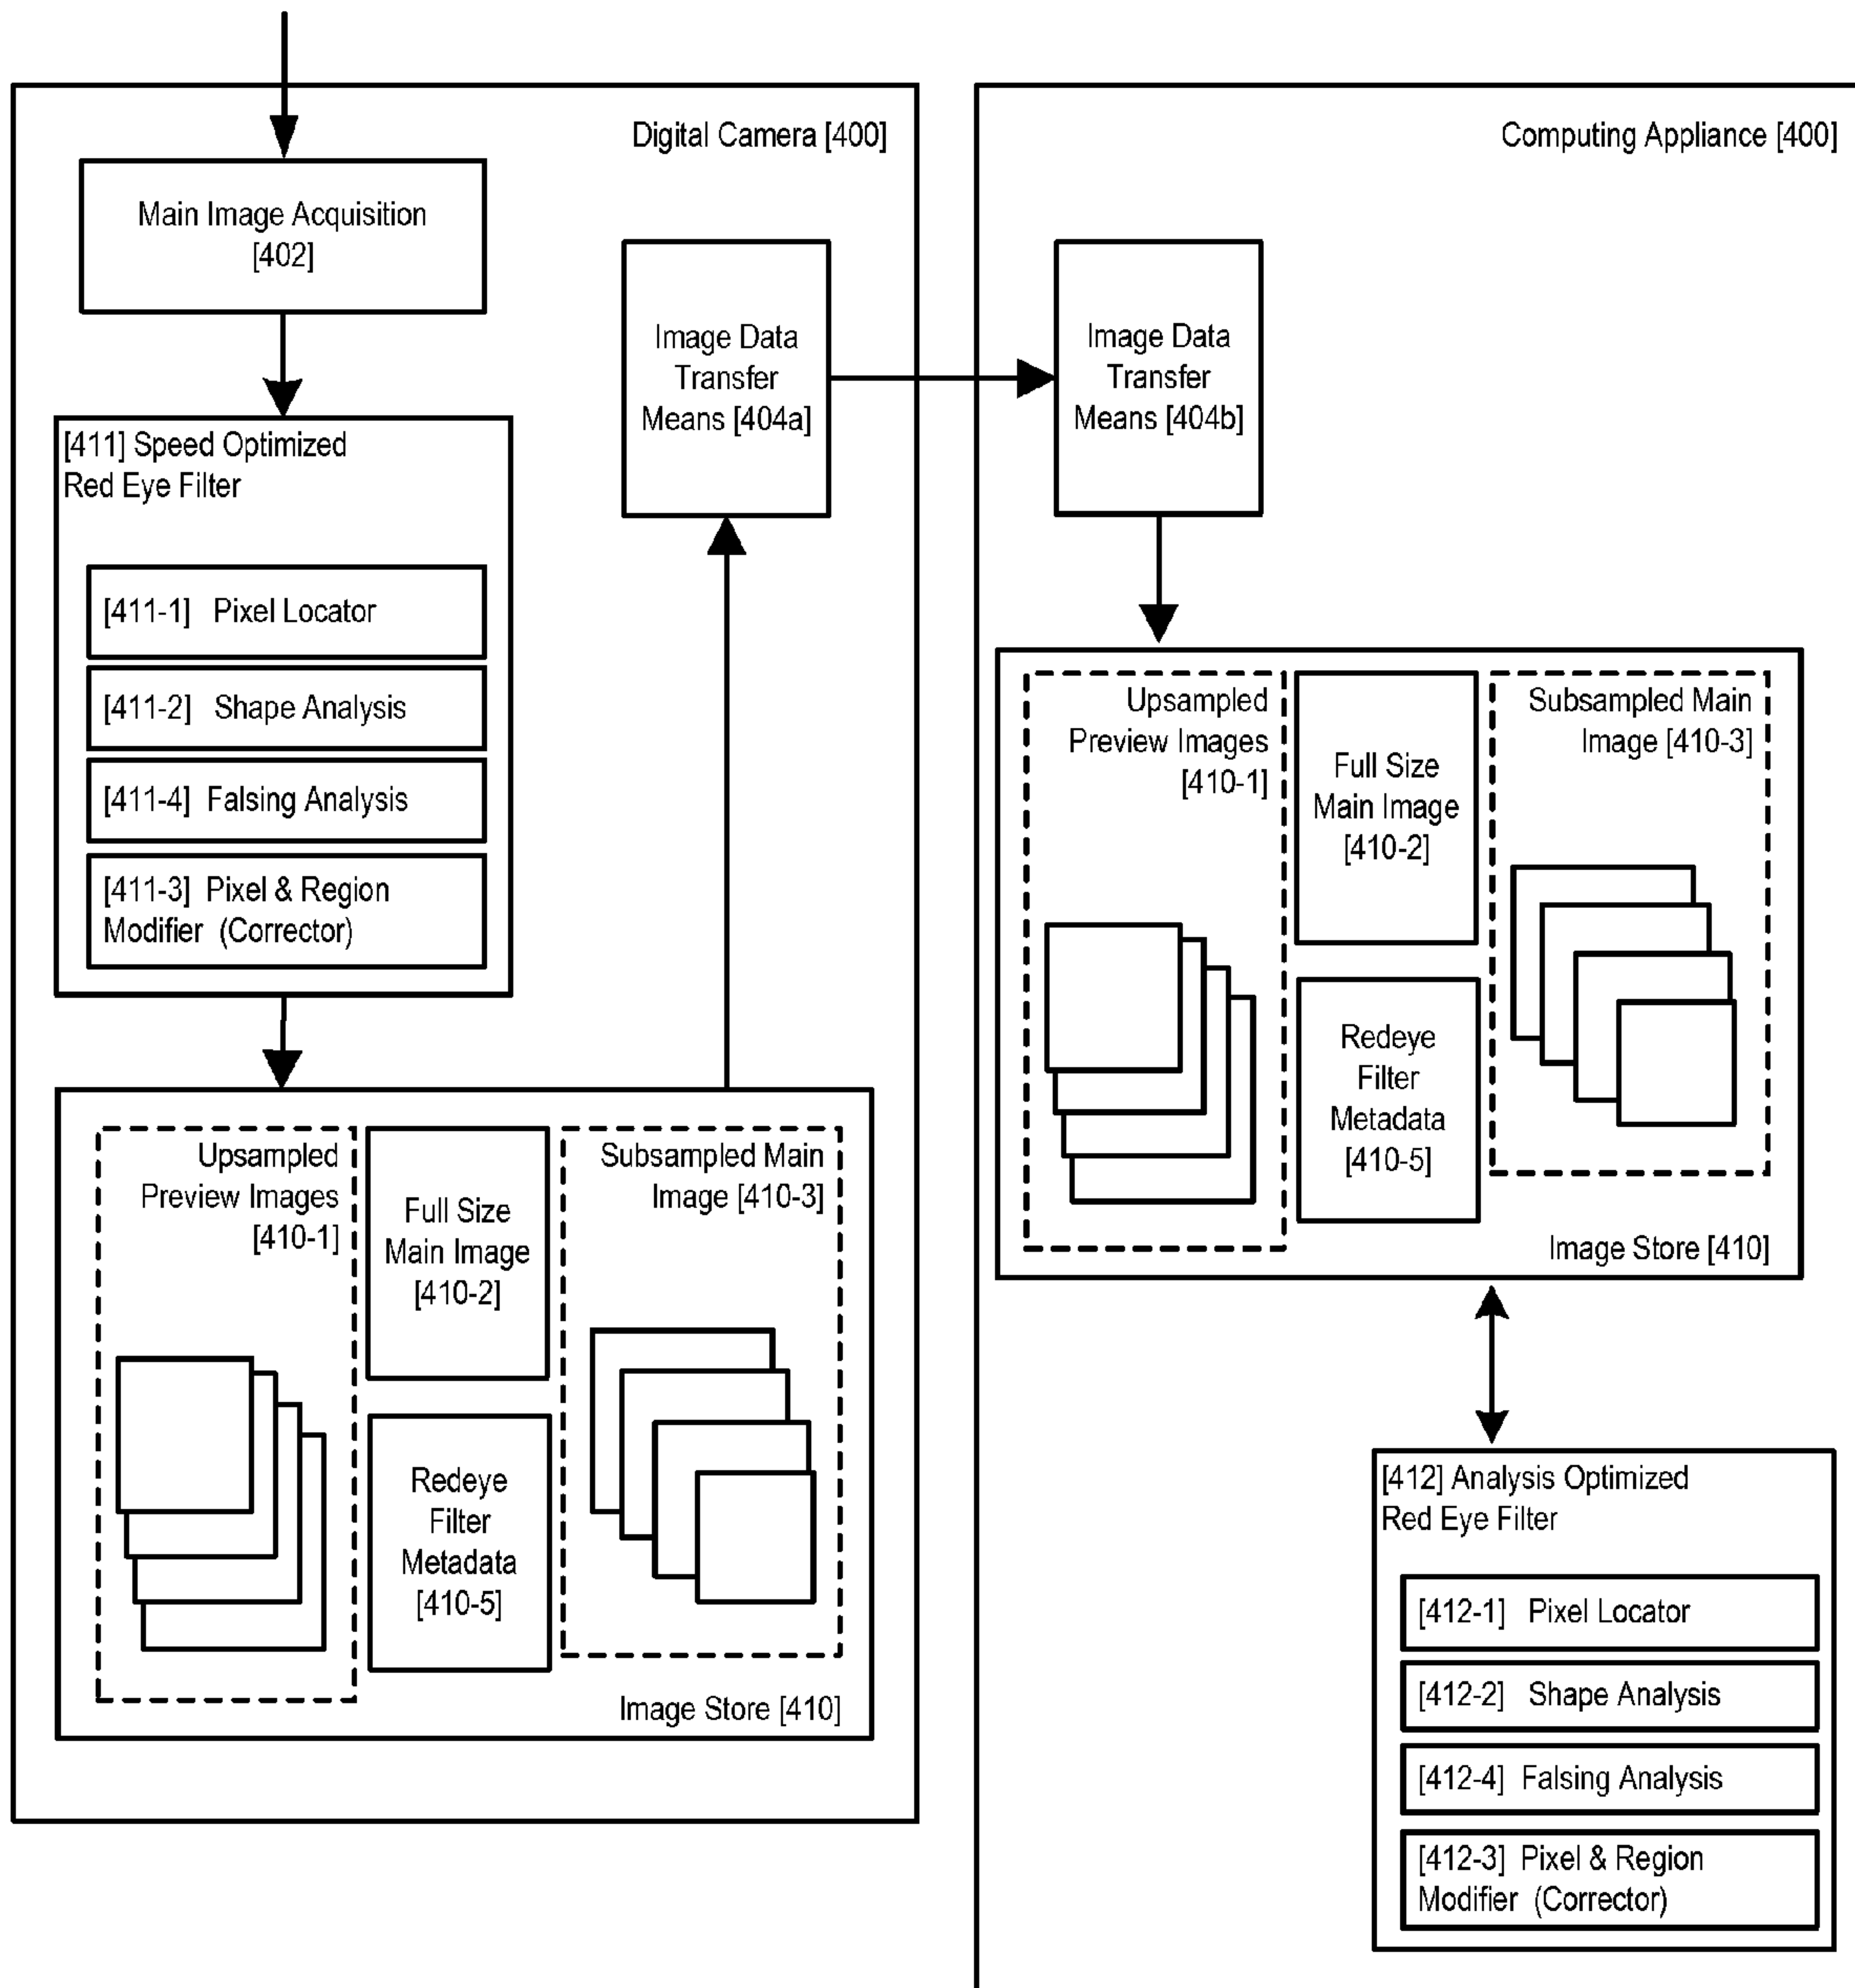 Digital Camera [400]
Main Image Acquisition
[402]
[411] Speed Optimized
Red Eye Filter
[411-1] Pixel Locator
[411-2] Shape Analysis
[411-4] Falsing Analysis
[411-3] Pixel & Region
Modifier (Corrector)
Image Data
Transfer
Means [404a]
Upsampled
Preview Images
[410-1]
Full Size
Main Image
[410-2]
Redeye
Filter
Metadata
[410-5]
Subsampled Main
Image [410-3]
Image Store [410]
Computing Appliance [400]
Image Data
Transfer
Means [404b]
Upsampled
Preview Images
[410-1]
Full Size
Main Image
[410-2]
Redeye
Filter
Metadata
[410-5]
Subsampled Main
Image [410-3]
Image Store [410]
[412] Analysis Optimized
Red Eye Filter
[412-1] Pixel Locator
[412-2] Shape Analysis
[412-4] Falsing Analysis
[412-3] Pixel & Region
Modifier (Corrector)